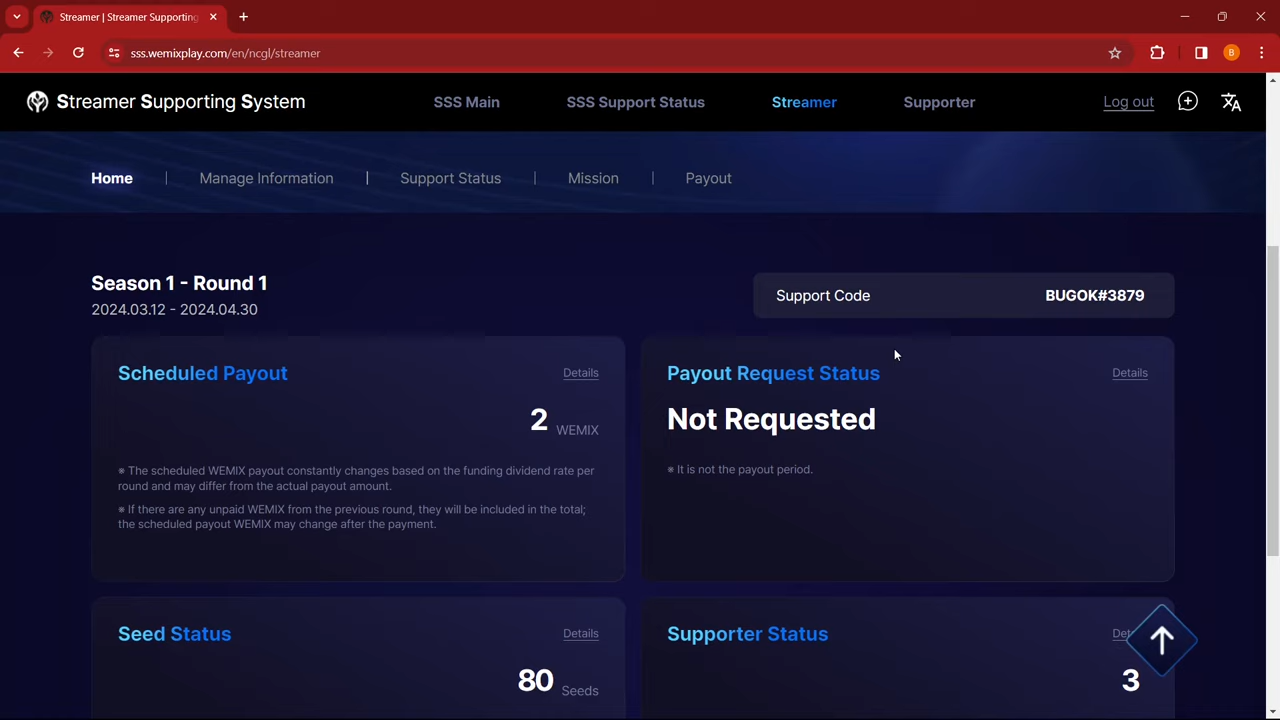 Streamer | Streamer Supporting
sss.wemixplay.com/en/ncgl/streamer
B
Streamer Supporting System
SSS Main
SSS Support Status
Streamer
Supporter
Log out
Home
Manage Information
Support Status
Mission
Payout
Season 1 - Round 1
2024.03.12 - 2024.04.30
Support Code
BUGOK#3879
Scheduled Payout
Details
2 WEMIX
※ The scheduled WEMIX payout constantly changes based on the funding dividend rate per
round and may differ from the actual payout amount.
※ If there are any unpaid WEMIX from the previous round, they will be included in the total;
the scheduled payout WEMIX may change after the payment.
Payout Request Status
Details
Not Requested
※ It is not the payout period.
Seed Status
Details
80 Seeds
Supporter Status
3